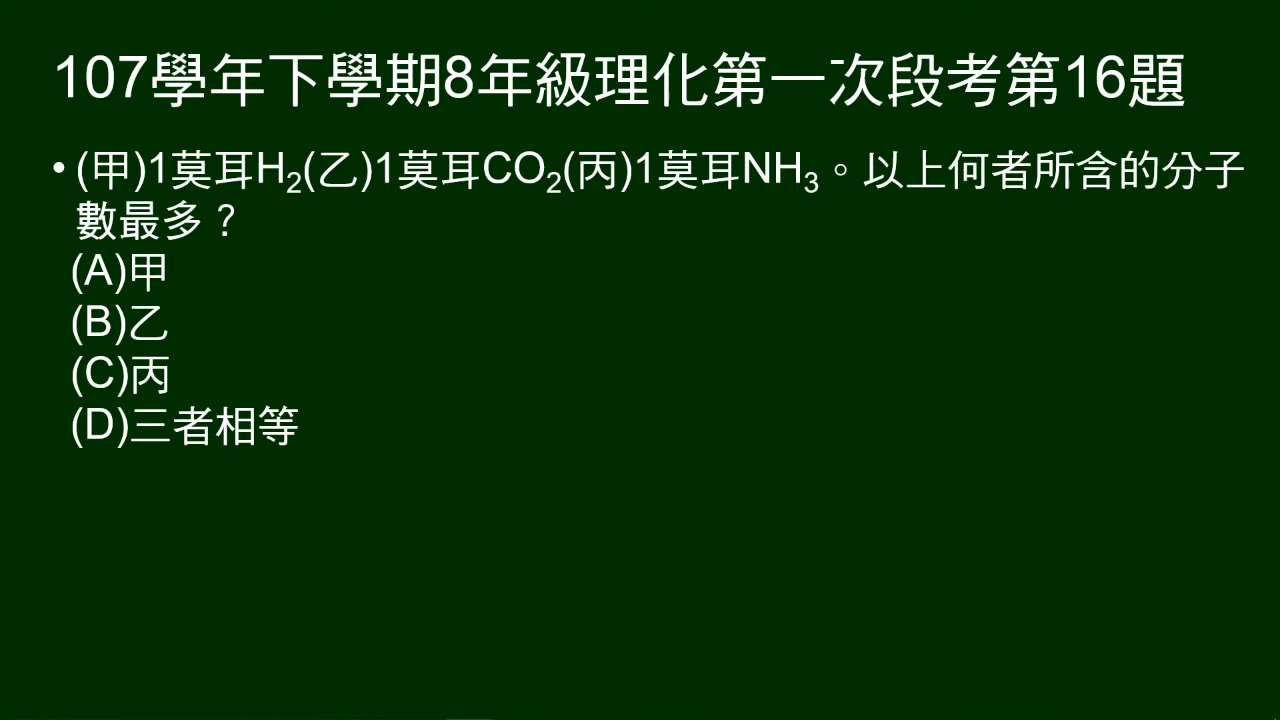 107學年下學期8年級理化第一次段考第16題
• (甲)1莫耳H₂(乙)1莫耳CO₂(丙)1莫耳NH₃。以上何者所含的分子
數最多？
(A)甲
(B)乙
(C)丙
(D)三者相等